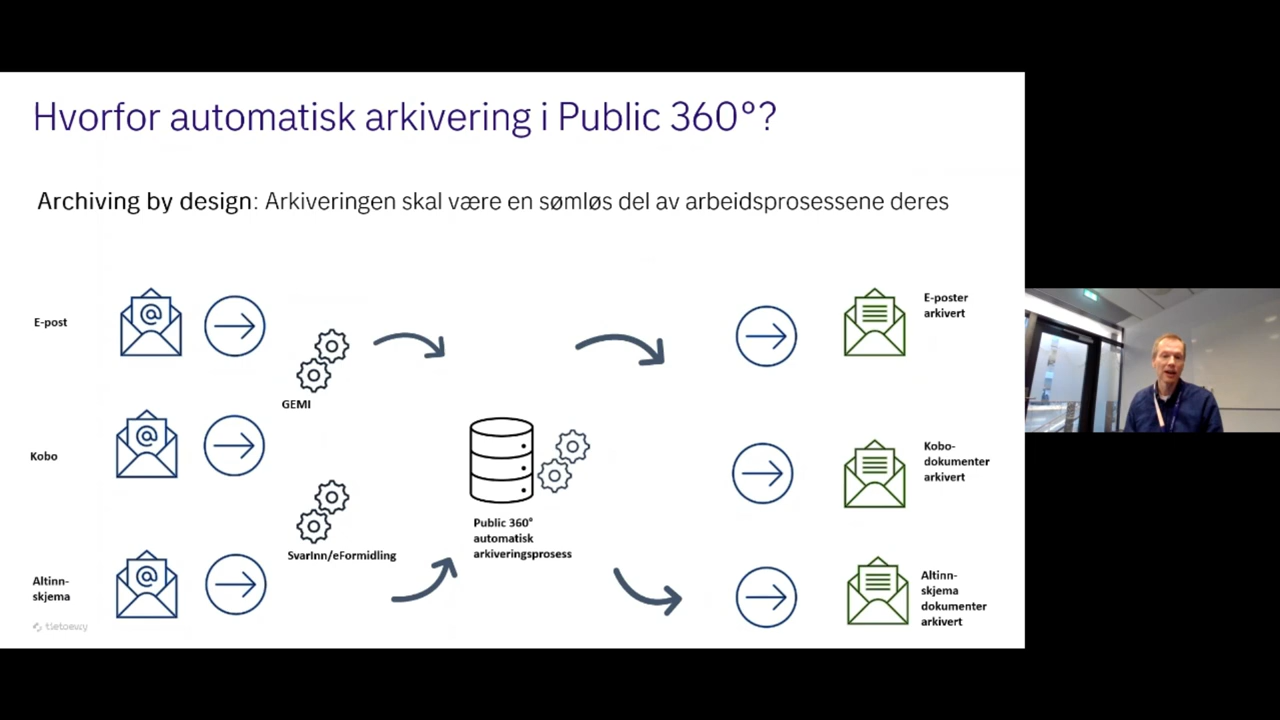 Hvorfor automatisk arkivering i Public 360°?
Archiving by design: Arkiveringen skal være en sømløs del av arbeidsprosessene deres
E-post
GEMI
E-poster
arkivert
Kobo
Kobo-
dokumenter
arkivert
Public 360°
automatisk
arkiveringsprosess
SvarInn/eFormidling
Altinn-
skjema
Altinn-
skjema
dokumenter
arkivert
tietoevry